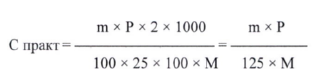 С практ = m × P × 2 × 1000 / 100 × 25 × 100 × M = m × P / 125 × M